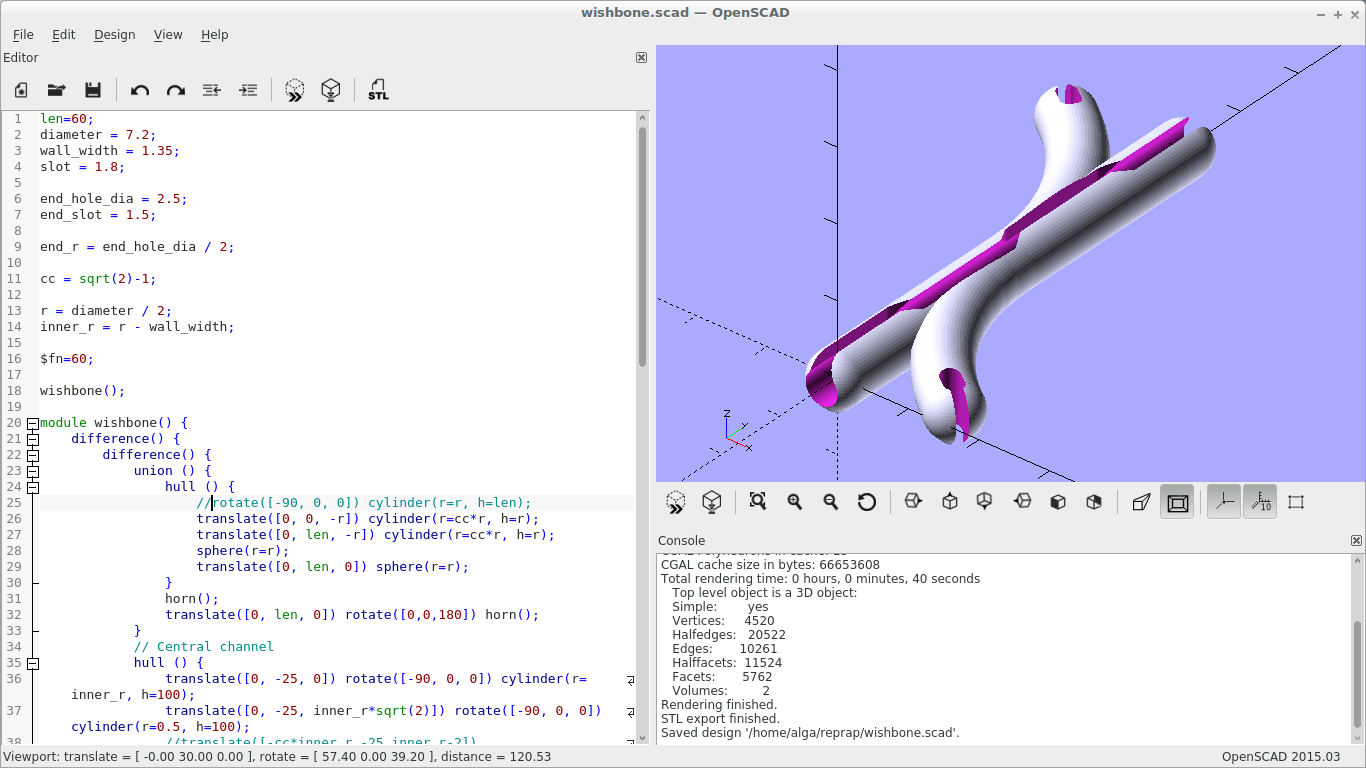 wishbone.scad — OpenSCAD
File Edit Design View Help
Editor
STL
1 len=60;
2 diameter = 7.2;
3 wall_width = 1.35;
4 slot = 1.8;
5
6 end_hole_dia = 2.5;
7 end_slot = 1.5;
8
9 end_r = end_hole_dia / 2;
10
11 cc = sqrt(2)-1;
12
13 r = diameter / 2;
14 inner_r = r - wall_width;
15
16 $fn=60;
17
18 wishbone();
19
20 module wishbone() {
21 difference() {
22 difference() {
23 union () {
24 hull () {
25 //rotate([-90, 0, 0]) cylinder(r=r, h=len);
26 translate([0, 0, -r]) cylinder(r=cc*r, h=r);
27 translate([0, len, -r]) cylinder(r=cc*r, h=r);
28 sphere(r=r);
29 translate([0, len, 0]) sphere(r=r);
30 }
31 horn();
32 translate([0, len, 0]) rotate([0,0,180]) horn();
33 }
34 // Central channel
35 hull () {
36 translate([0, -25, 0]) rotate([-90, 0, 0]) cylinder(r=
inner_r, h=100);
37 translate([0, -25, inner_r*sqrt(2)]) rotate([-90, 0, 0])
cylinder(r=0.5, h=100);
38 //translate([-cc*inner_r,-25,inner_r-2])
z
y
x
10
Console
CGAL cache size in bytes: 66653608
Total rendering time: 0 hours, 0 minutes, 40 seconds
Top level object is a 3D object:
Simple: yes
Vertices: 4520
Halfedges: 20522
Edges: 10261
Halffacets: 11524
Facets: 5762
Volumes: 2
Rendering finished.
STL export finished.
Saved design '/home/alga/reprap/wishbone.scad'.
Viewport: translate = [ -0.00 30.00 0.00 ], rotate = [ 57.40 0.00 39.20 ], distance = 120.53
OpenSCAD 2015.03